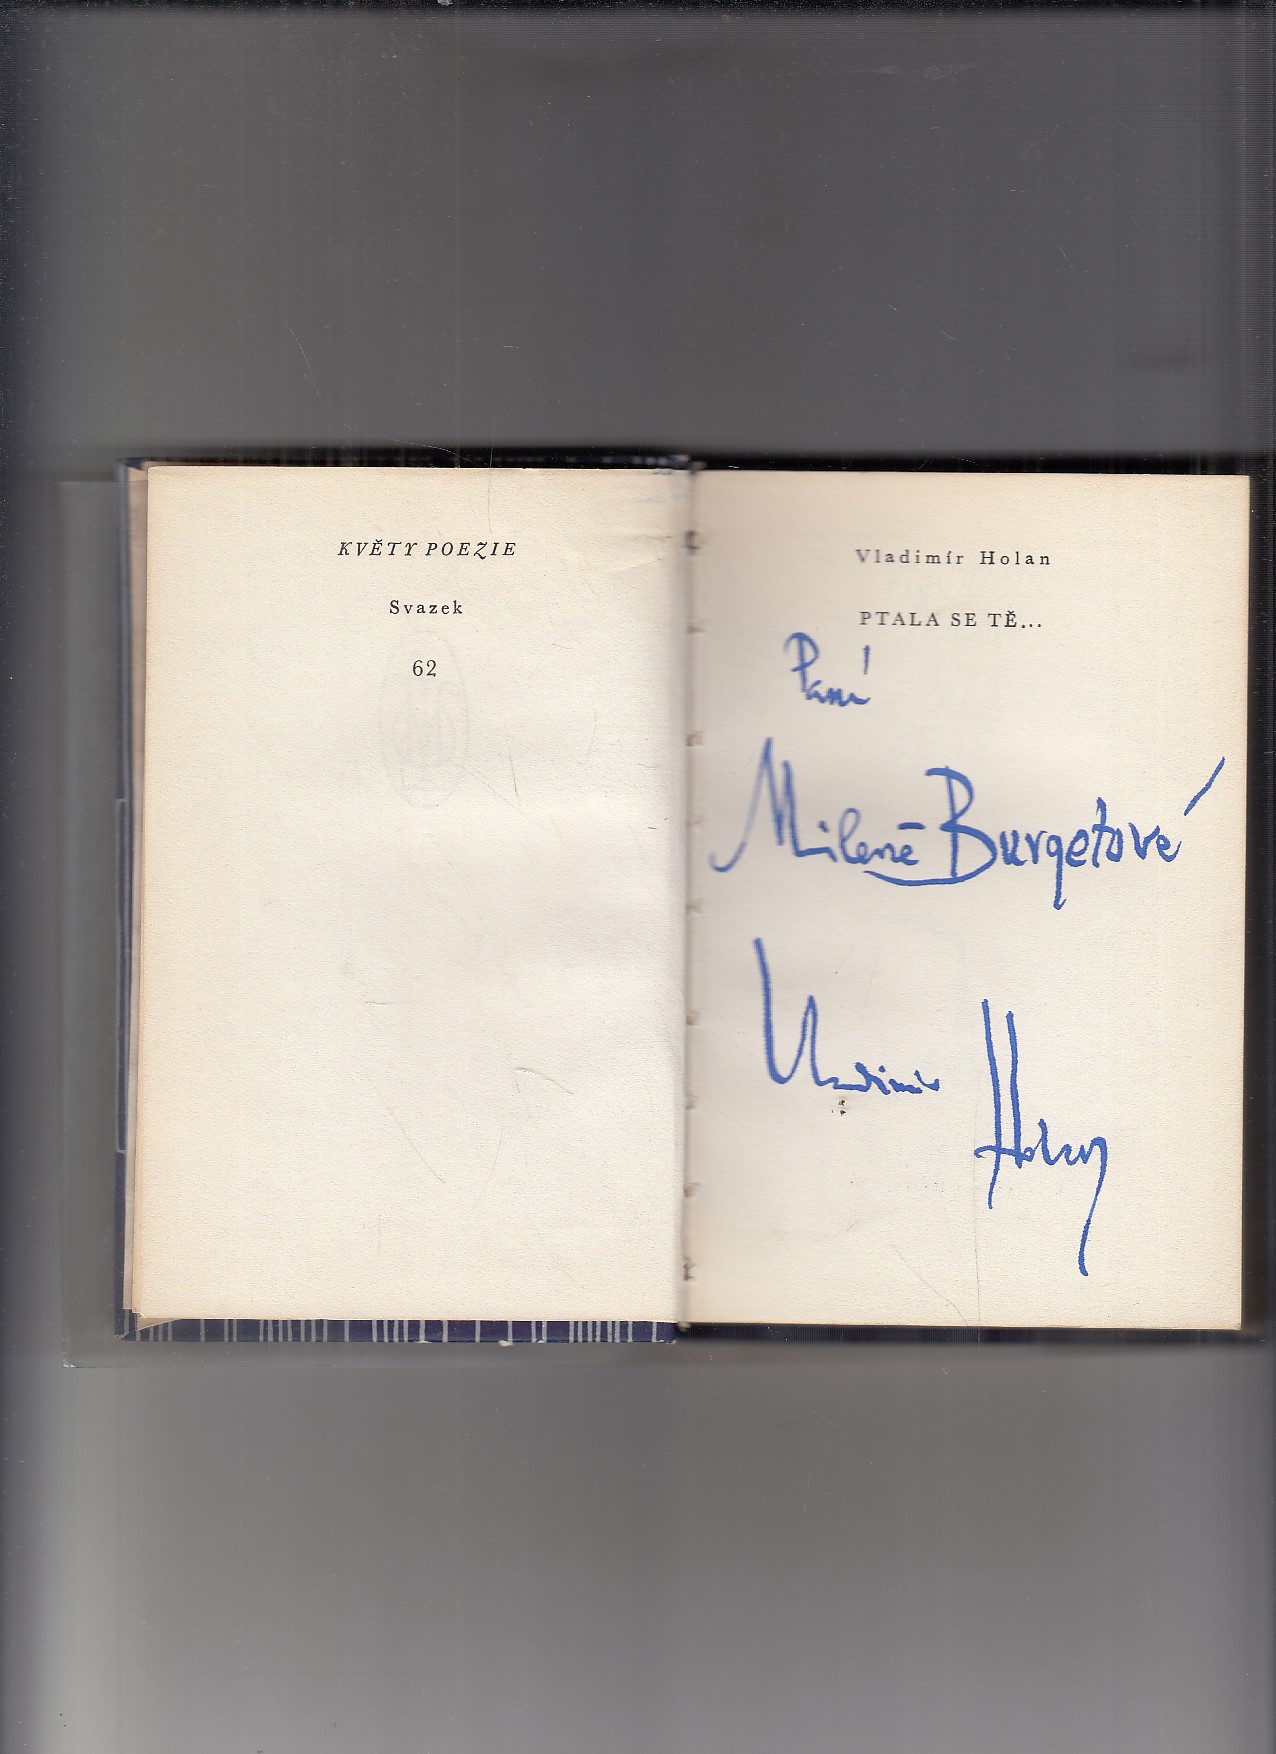 KVĚTY POEZIE
Svazek
62
Vladimír Holan
PTALA SE TĚ...
Paní
Mileně Burgetové
Vladimír
Holan